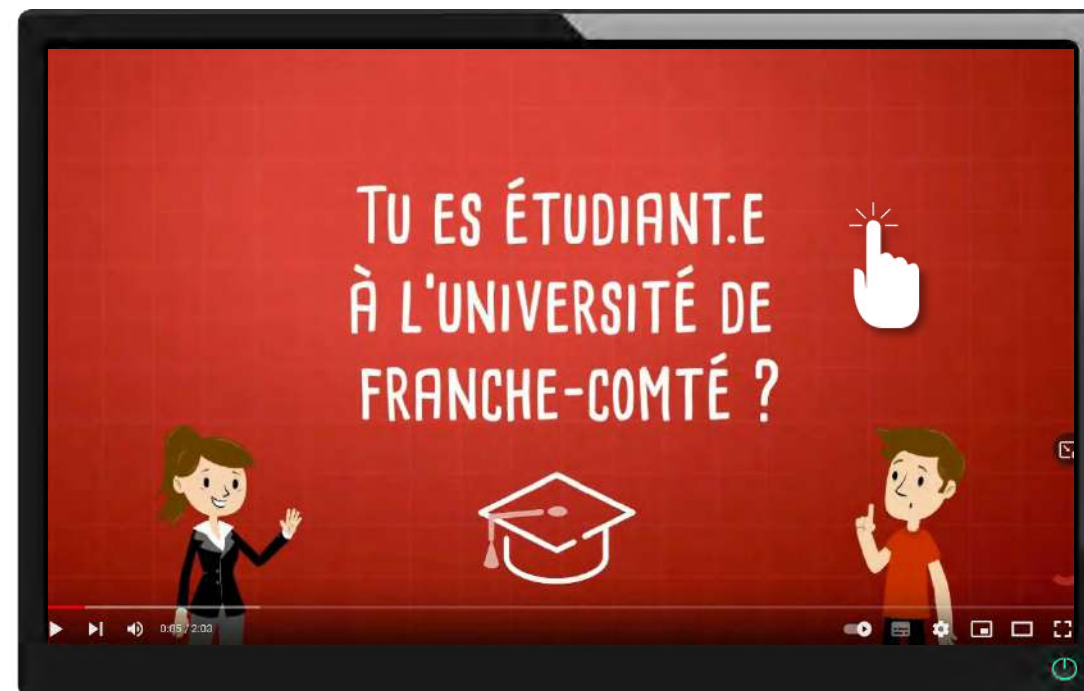 TU ES ÉTUDIANT.E
À L'UNIVERSITÉ DE
FRANCHE-COMTÉ ?
0:05 / 2:03